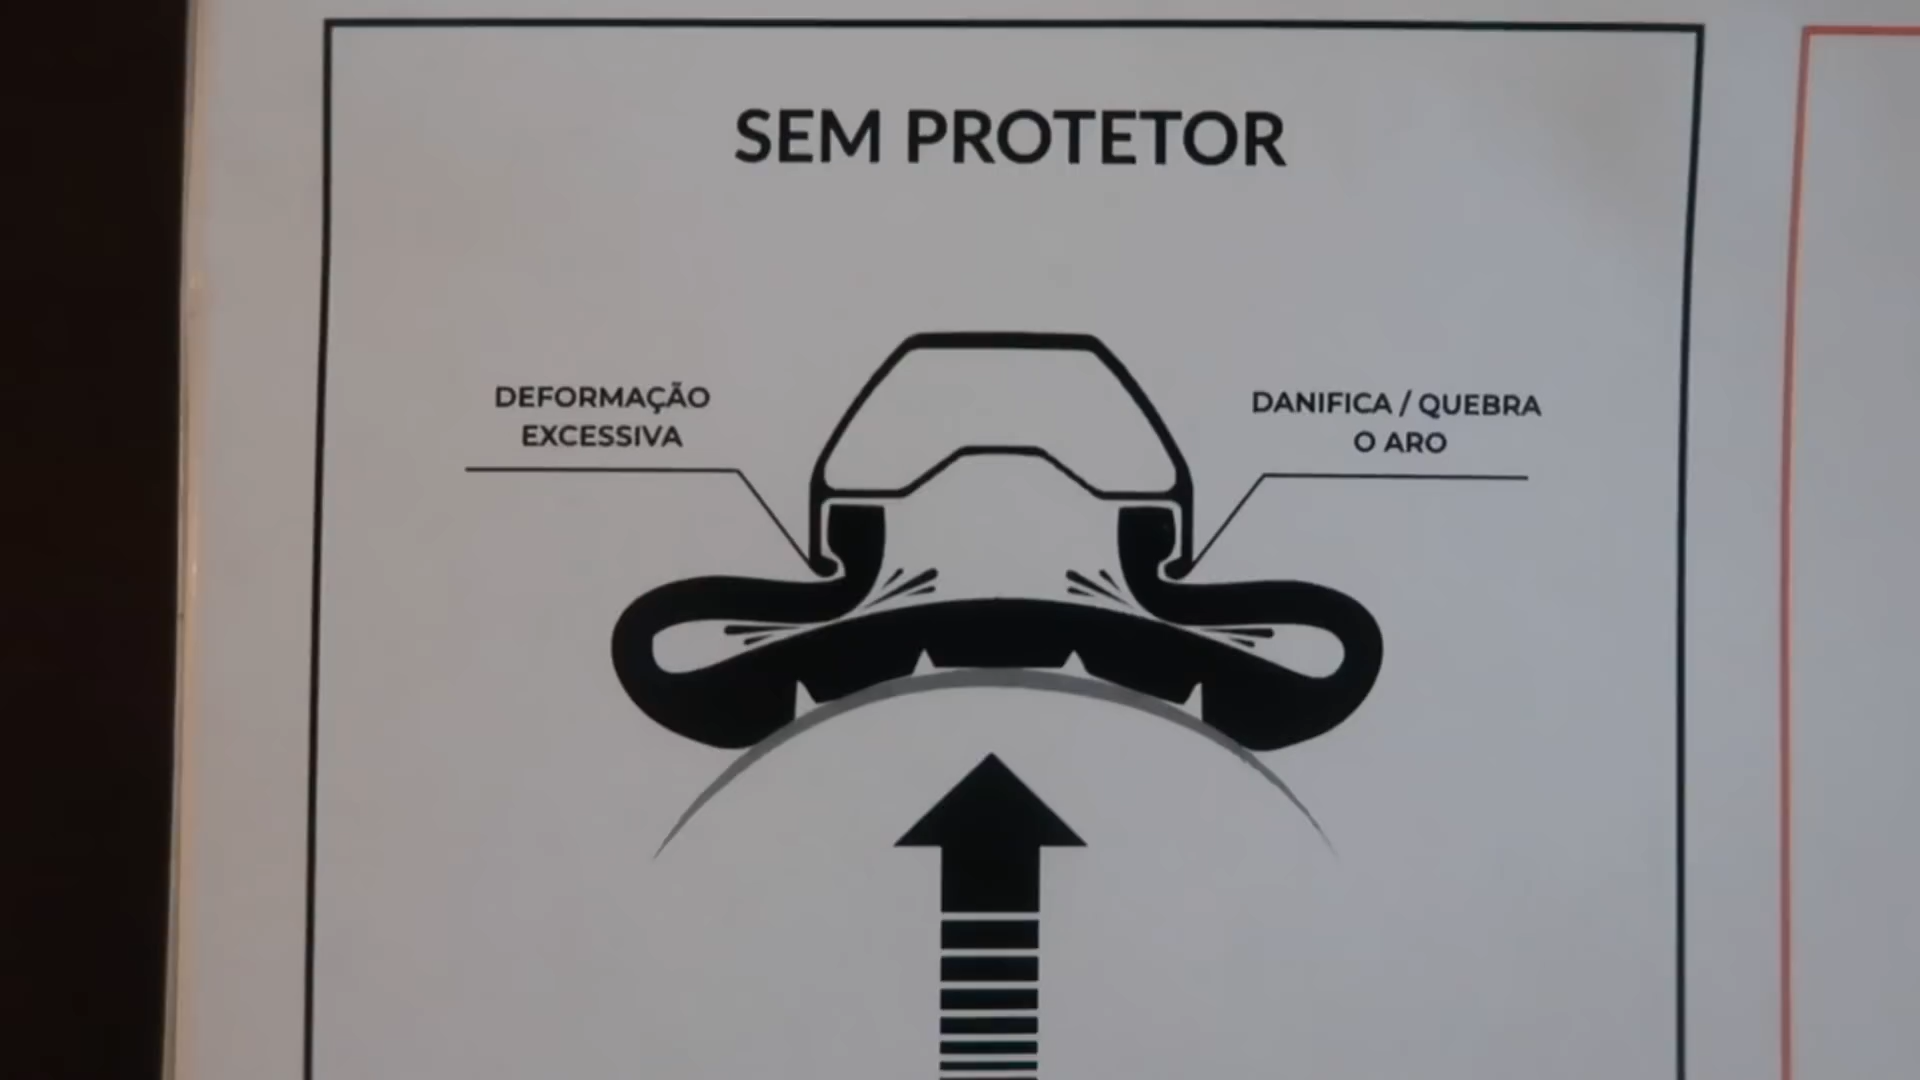 SEM PROTETOR
DEFORMAÇÃO
EXCESSIVA
DANIFICA / QUEBRA
O ARO